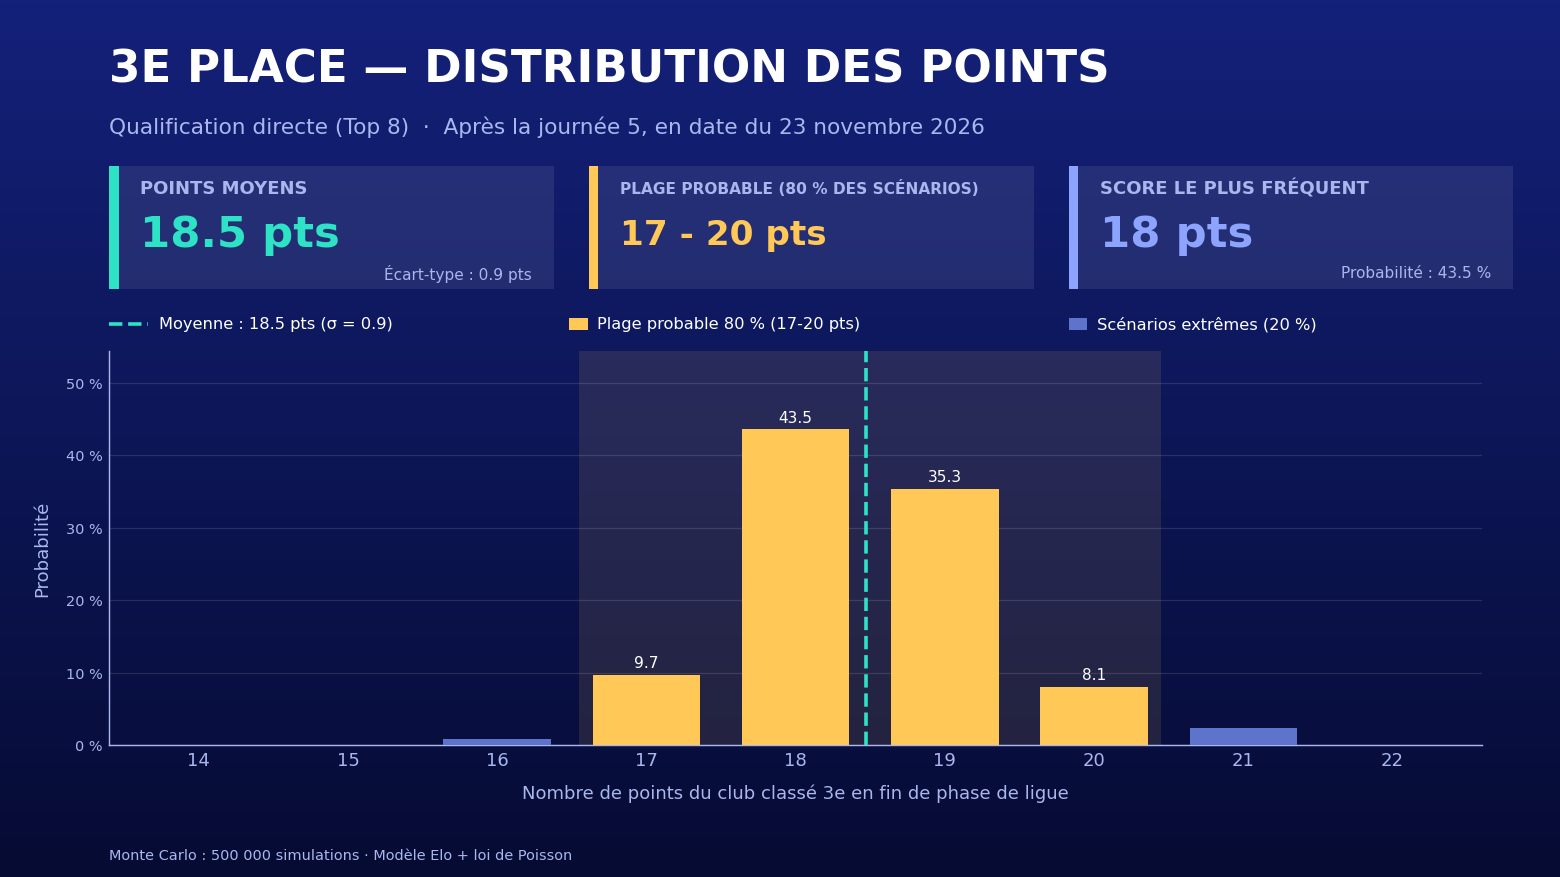 3E PLACE — DISTRIBUTION DES POINTS
Qualification directe (Top 8)  ·  Après la journée 5, en date du 23 novembre 2026
POINTS MOYENS
18.5 pts
Écart-type : 0.9 pts
PLAGE PROBABLE (80 % DES SCÉNARIOS)
17 - 20 pts
SCORE LE PLUS FRÉQUENT
18 pts
Probabilité : 43.5 %
Moyenne : 18.5 pts (σ = 0.9)
Plage probable 80 % (17-20 pts)
Scénarios extrêmes (20 %)
Probabilité
50 %
40 %
30 %
20 %
10 %
0 %
9.7
43.5
35.3
8.1
14 15 16 17 18 19 20 21 22
Nombre de points du club classé 3e en fin de phase de ligue
Monte Carlo : 500 000 simulations · Modèle Elo + loi de Poisson